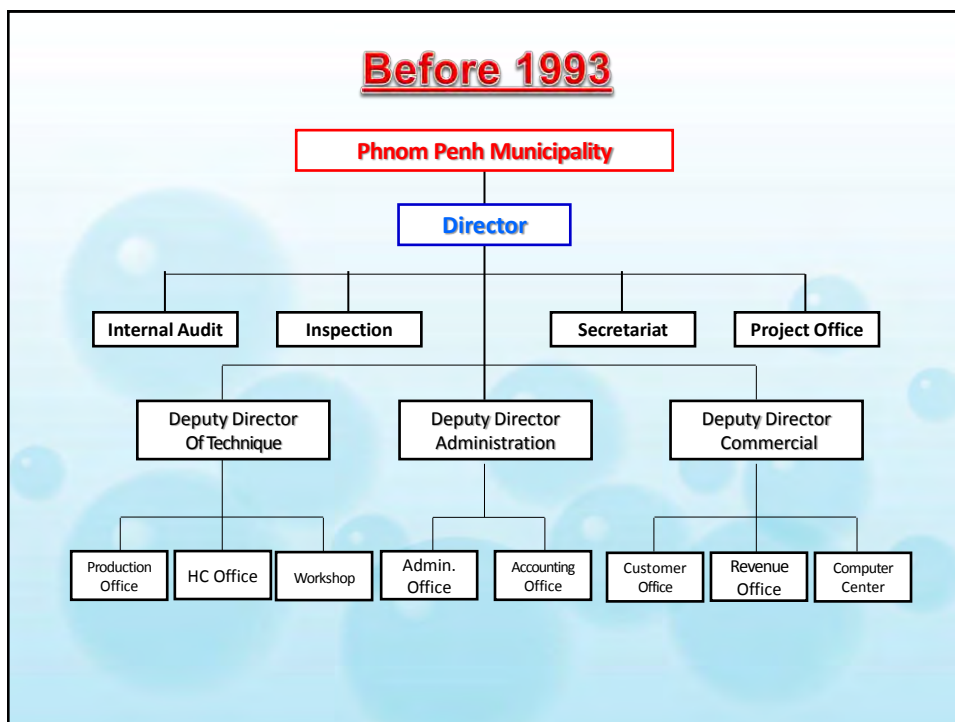 Before 1993
Phnom Penh Municipality
Director
Internal Audit
Inspection
Secretariat
Project Office
Deputy Director
Of Technique
Deputy Director
Administration
Deputy Director
Commercial
Production
Office
HC Office
Workshop
Admin.
Office
Accounting
Office
Customer
Office
Revenue
Office
Computer
Center